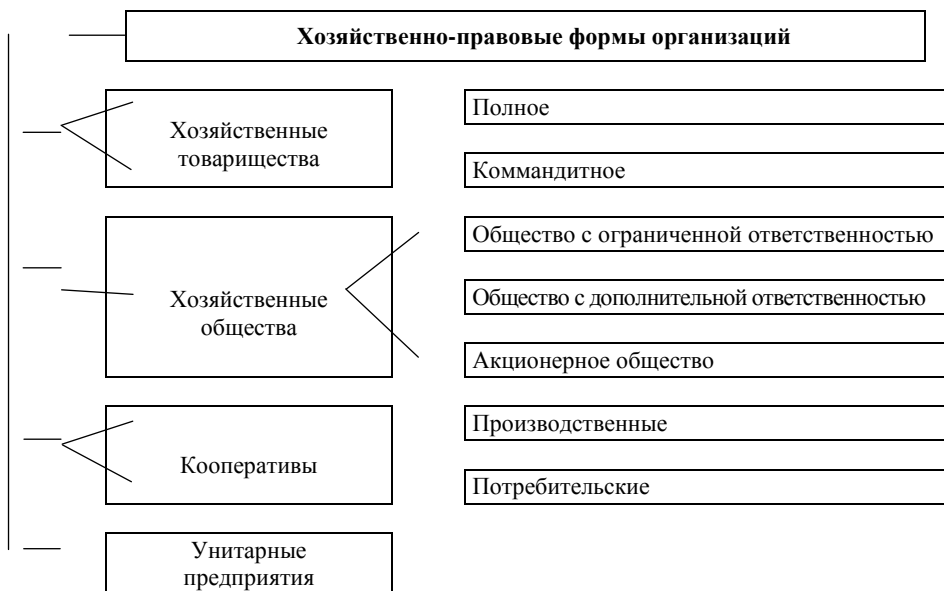 Хозяйственно-правовые формы организаций
Хозяйственные
товарищества
Полное
Коммандитное
Хозяйственные
общества
Общество с ограниченной ответственностью
Общество с дополнительной ответственностью
Акционерное общество
Кооперативы
Производственные
Потребительские
Унитарные
предприятия